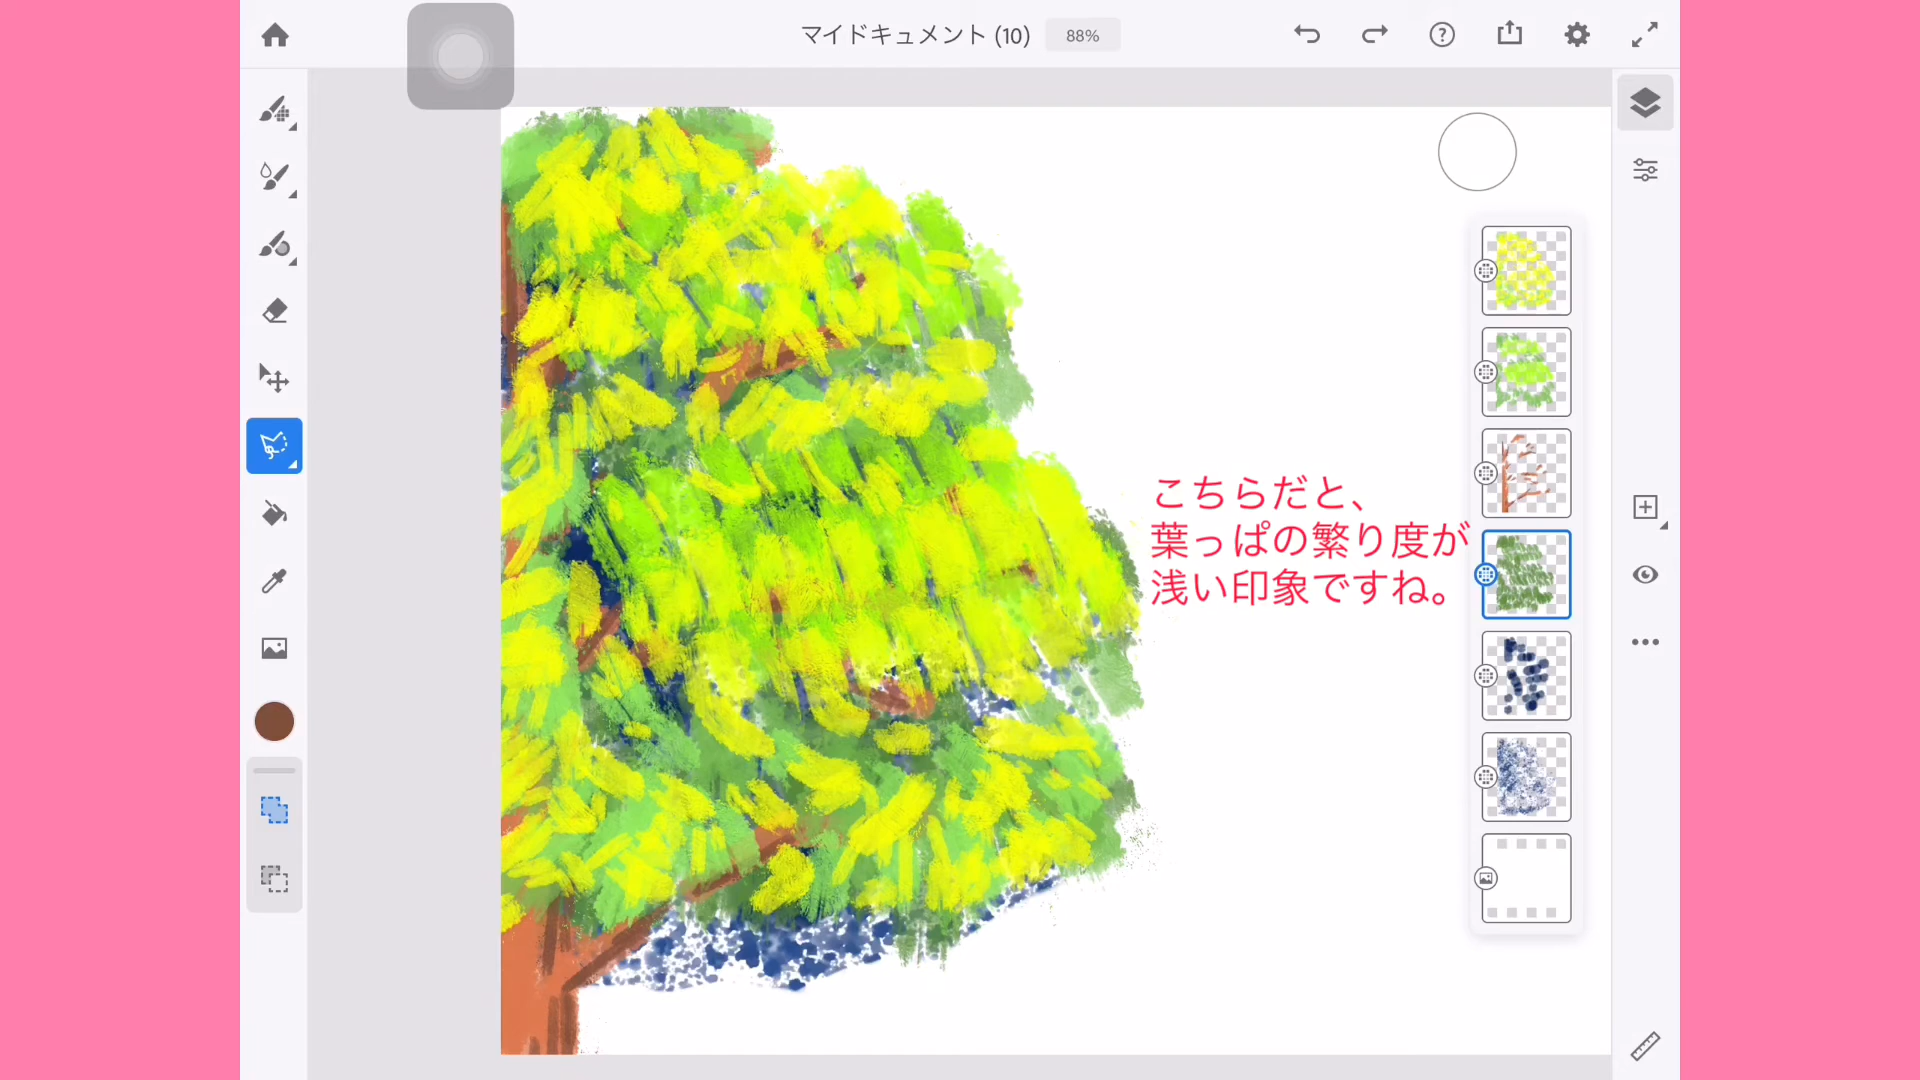 マイドキュメント (10)
88%
こちらだと、
葉っぱの繁り度が
浅い印象ですね。